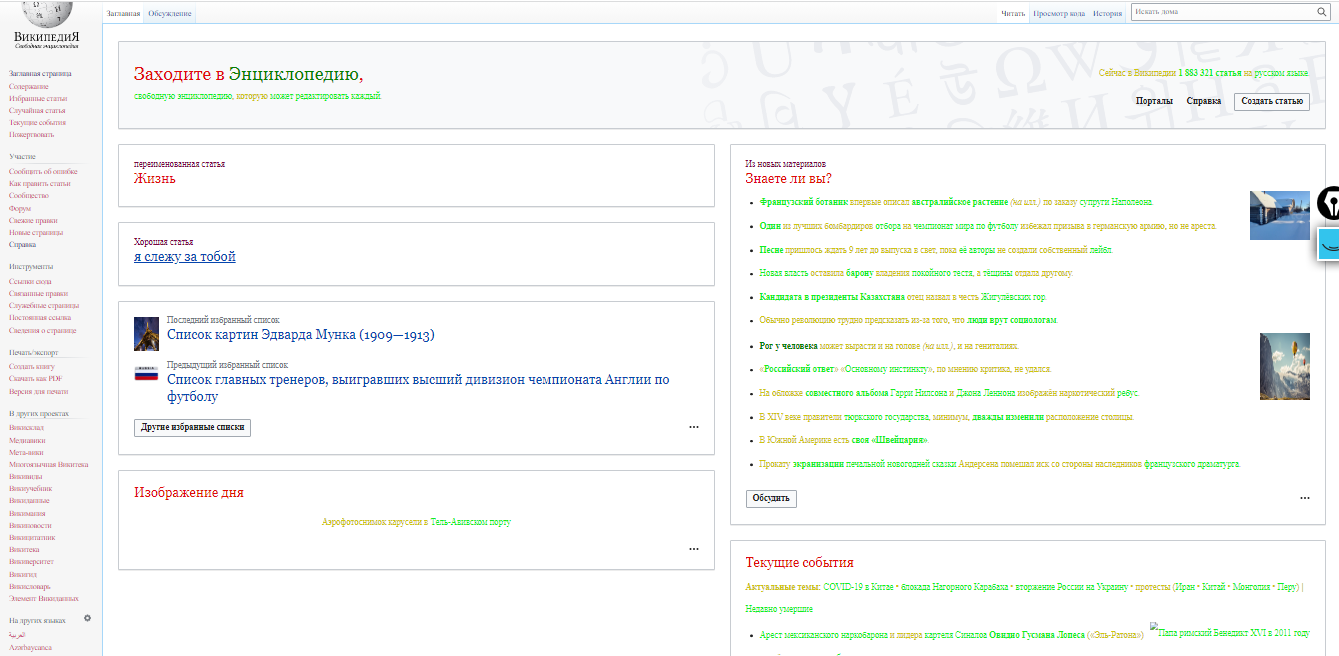 ВикипедиЯ
Свободная энциклопедия
Заглавная страница
Содержание
Избранные статьи
Случайная статья
Текущие события
Пожертвовать
Участие
Сообщить об ошибке
Как править статьи
Сообщество
Форум
Свежие правки
Новые страницы
Справка
Инструменты
Ссылки сюда
Связанные правки
Служебные страницы
Постоянная ссылка
Сведения о странице
Печать/экспорт
Создать книгу
Скачать как PDF
Версия для печати
В других проектах
Викисклад
Медиавики
Мета-вики
Многоязычная Викитека
Викивиды
Викиучебник
Викиданные
Викимания
Викиновости
Викицитатник
Викитека
Викиверситет
Викигид
Викисловарь
Элемент Викиданных
На других языках
العربية
Azərbaycanca
Заглавная Обсуждение
Читать Просмотр кода История Искать дома
Заходите в Энциклопедию,
свободную энциклопедию, которую может редактировать каждый.
Сейчас в Википедии 1 883 321 статья на русском языке.
Порталы Справка Создать статью
переименованная статья
Жизнь
Хорошая статья
я слежу за тобой
Последний избранный список
Список картин Эдварда Мунка (1909—1913)
Предыдущий избранный список
Список главных тренеров, выигравших высший дивизион чемпионата Англии по
футболу
Другие избранные списки
Изображение дня
Аэрофотоснимок карусели в Тель-Авивском порту
Из новых материалов
Знаете ли вы?
Французский ботаник впервые описал австралийское растение (на илл.) по заказу супруги Наполеона.
Один из лучших бомбардиров отбора на чемпионат мира по футболу избежал призыва в германскую армию, но не ареста.
Песне пришлось ждать 9 лет до выпуска в свет, пока её авторы не создали собственный лейбл.
Новая власть оставила барону владения покойного тестя, а тёщины отдала другому.
Кандидата в президенты Казахстана отец назвал в честь Жигулёвских гор.
Обычно революцию трудно предсказать из-за того, что люди врут социологам.
Рог у человека может вырасти и на голове (на илл.), и на гениталиях.
«Российский ответ» «Основному инстинкту», по мнению критика, не удался.
На обложке совместного альбома Гарри Нилсона и Джона Леннона изображён наркотический ребус.
В XIV веке правители тюркского государства, минимум, дважды изменили расположение столицы.
В Южной Америке есть своя «Швейцария».
Прокату экранизации печальной новогодней сказки Андерсена помешал иск со стороны наследников французского драматурга.
Обсудить
Текущие события
Актуальные темы: COVID-19 в Китае • блокада Нагорного Карабаха • вторжение России на Украину • протесты (Иран • Китай • Монголия • Перу) |
Недавно умершие
Арест мексиканского наркобарона и лидера картеля Синалоа Овидио Гусмана Лопеса («Эль-Ратона»)
Папа римский Бенедикт XVI в 2011 году